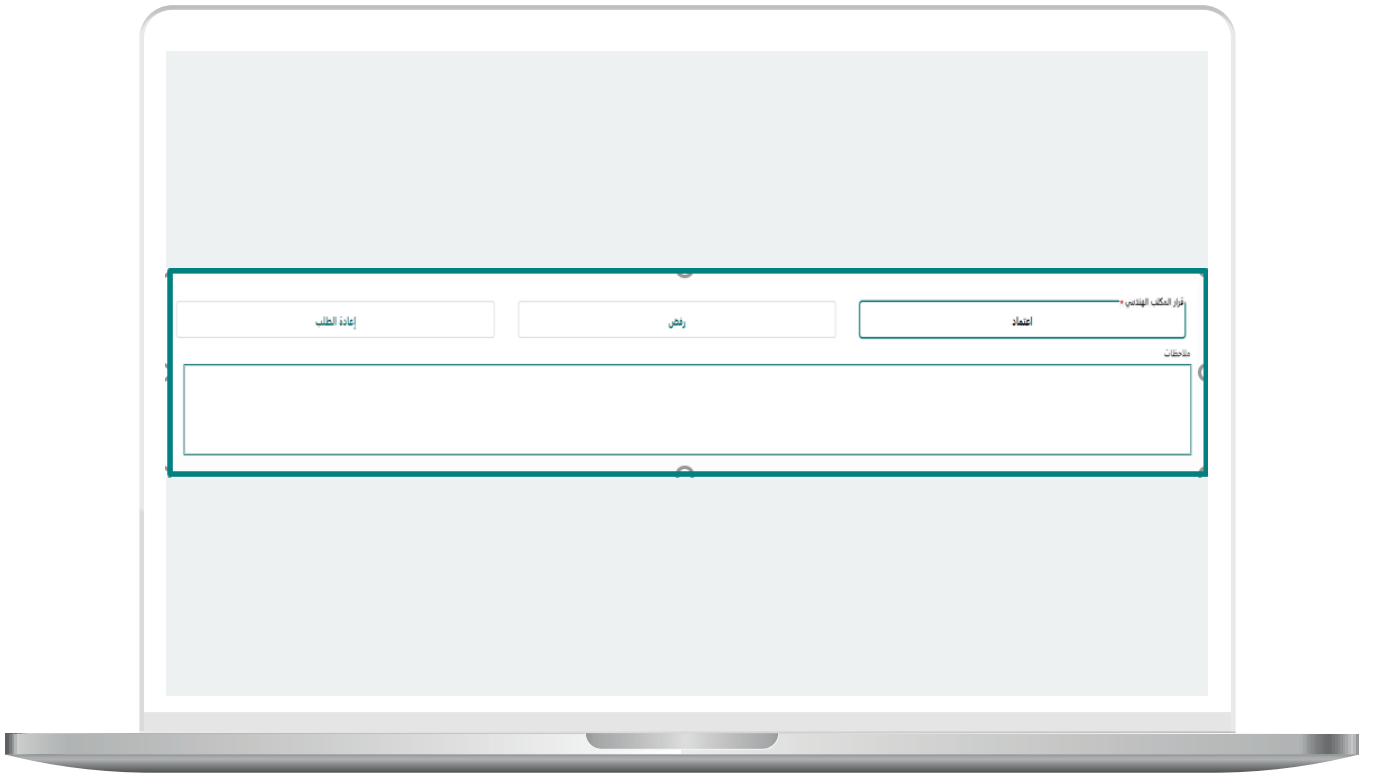 قرار المكتب الهندسي *
اعتماد رفض إعادة الطلب
ملاحظات